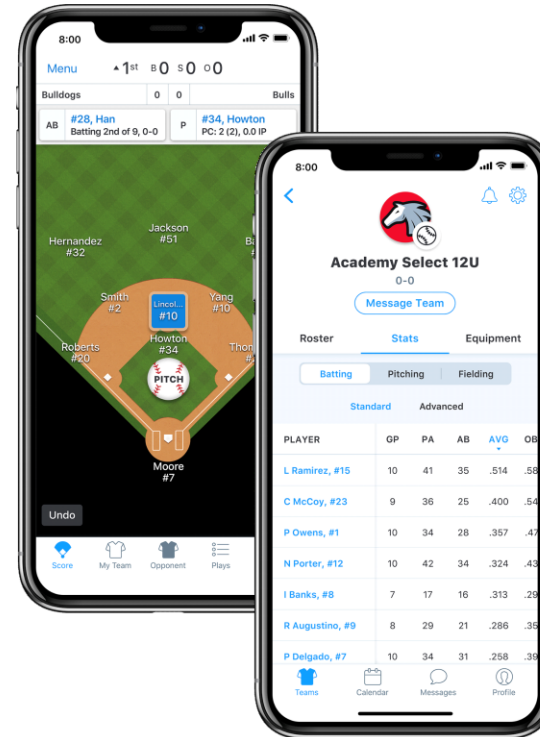 8:00
Menu
1st B 0 S 0 O 0
Bulldogs 0 0 Bulls
AB #28, Han P #34, Howton
Batting 2nd of 9, 0-0 PC: 2 (2), 0.0 IP
Jackson
#51
Hernandez
#32
Smith
#2
Lincol...
#10
Yang
#10
Howton
#34
Roberts
#20
PITCH
Moore
#7
Undo
Score My Team Opponent Plays
8:00
Academy Select 12U
0-0
Message Team
Roster Stats Equipment
Batting Pitching Fielding
Standard Advanced
PLAYER GP PA AB AVG
L Ramirez, #15 10 41 35 .514
C McCoy, #23 9 36 25 .400
P Owens, #1 10 34 28 .357
N Porter, #12 10 42 34 .324
I Banks, #8 7 17 16 .313
R Augustino, #9 8 29 21 .286
P Delgado, #7 10 34 31 .258
Teams Calendar Messages Profile